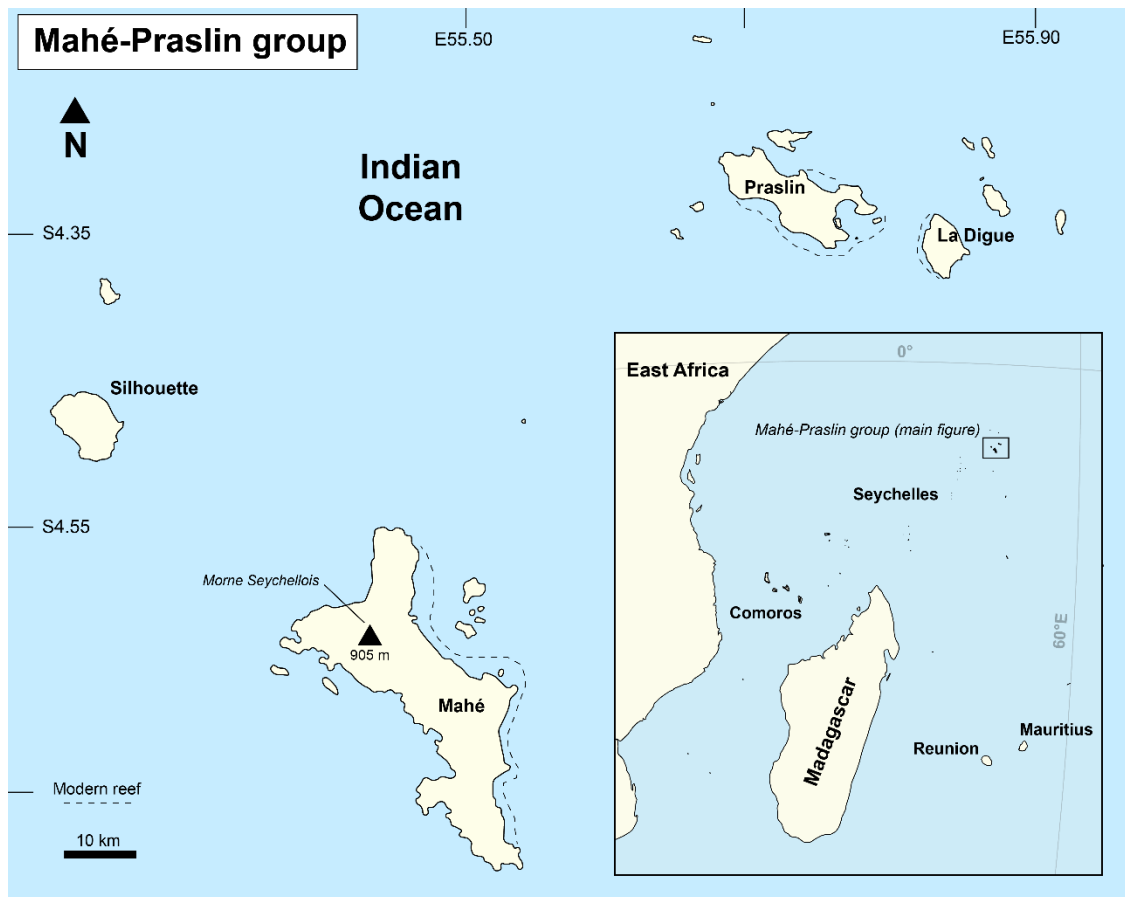 Mahé-Praslin group
E55.50
E55.90
N
Indian
Ocean
Praslin
La Digue
S4.35
Silhouette
East Africa
0°
Mahé-Praslin group (main figure)
Seychelles
S4.55
Morne Seychellois
905 m
Comoros
60°E
Mahé
Madagascar
Mauritius
Reunion
Modern reef
10 km